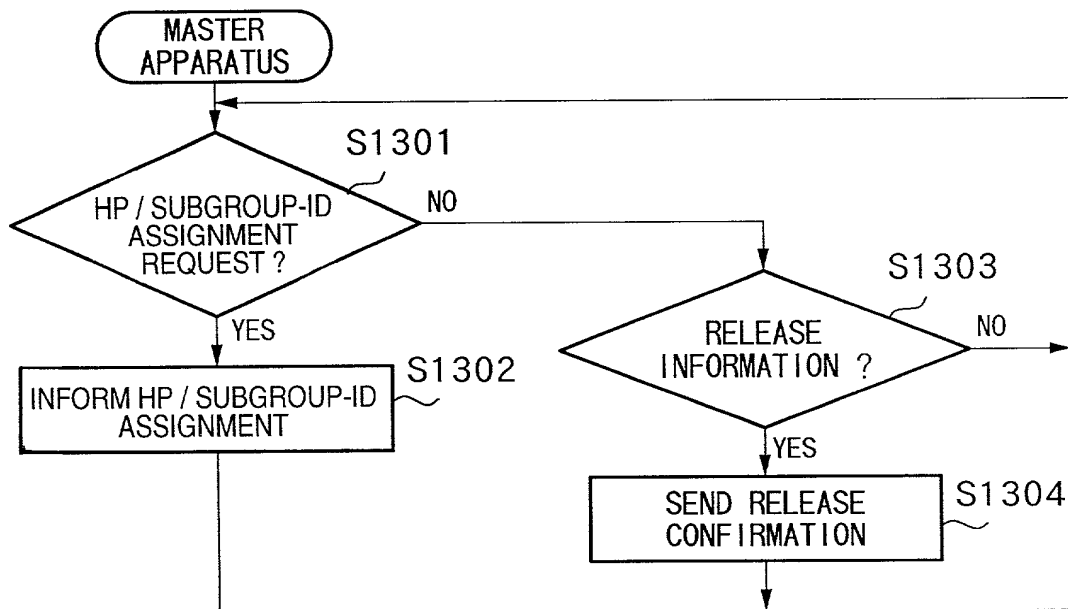 MASTER
APPARATUS
S1301
HP / SUBGROUP-ID
ASSIGNMENT
REQUEST ?
NO
YES
S1302
INFORM HP / SUBGROUP-ID
ASSIGNMENT
S1303
RELEASE
INFORMATION ?
NO
YES
S1304
SEND RELEASE
CONFIRMATION